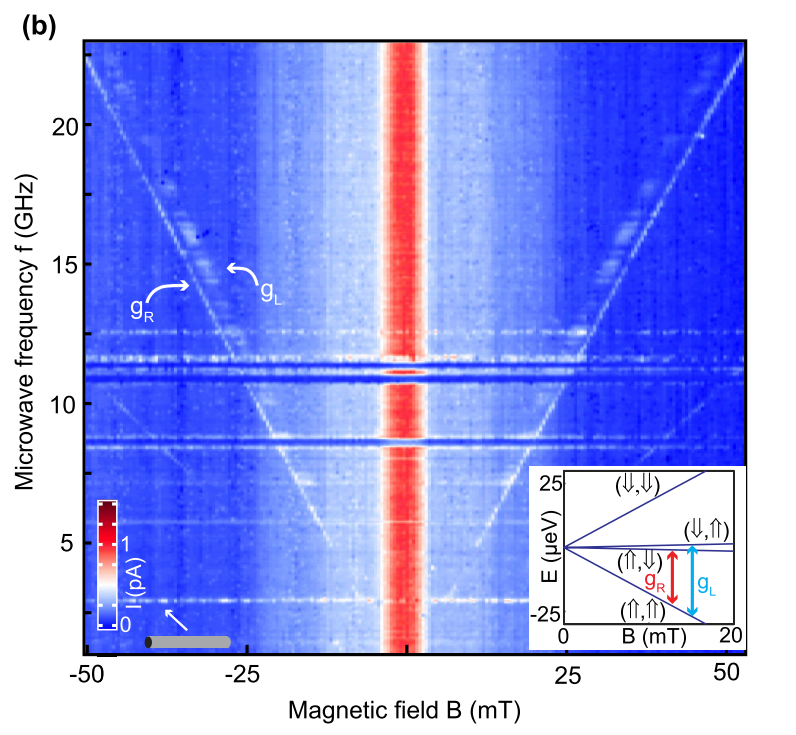 (b)
Microwave frequency f (GHz)
20
15
10
5
g_R
g_L
1
0
I (pA)
25
-25
E (µeV)
(⇓,⇓)
(⇓,⇑)
(⇑,⇓)
(⇑,⇑)
g_R
g_L
0
B (mT)
20
-50
-25
25
50
Magnetic field B (mT)